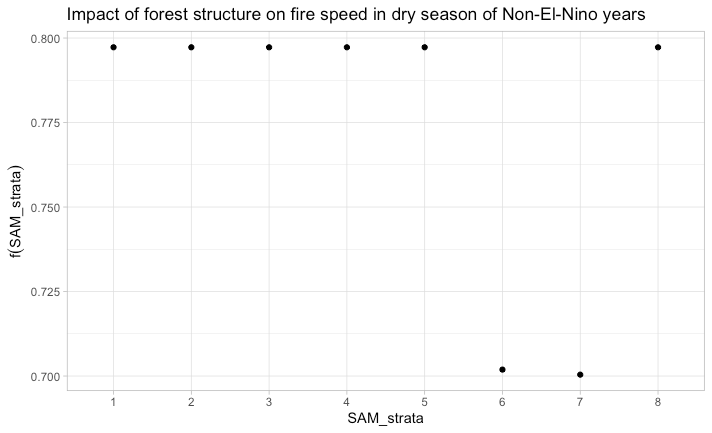 Impact of forest structure on fire speed in dry season of Non-El-Nino years
0.800
0.775
0.750
0.725
0.700
f(SAM_strata)
1 2 3 4 5 6 7 8
SAM_strata